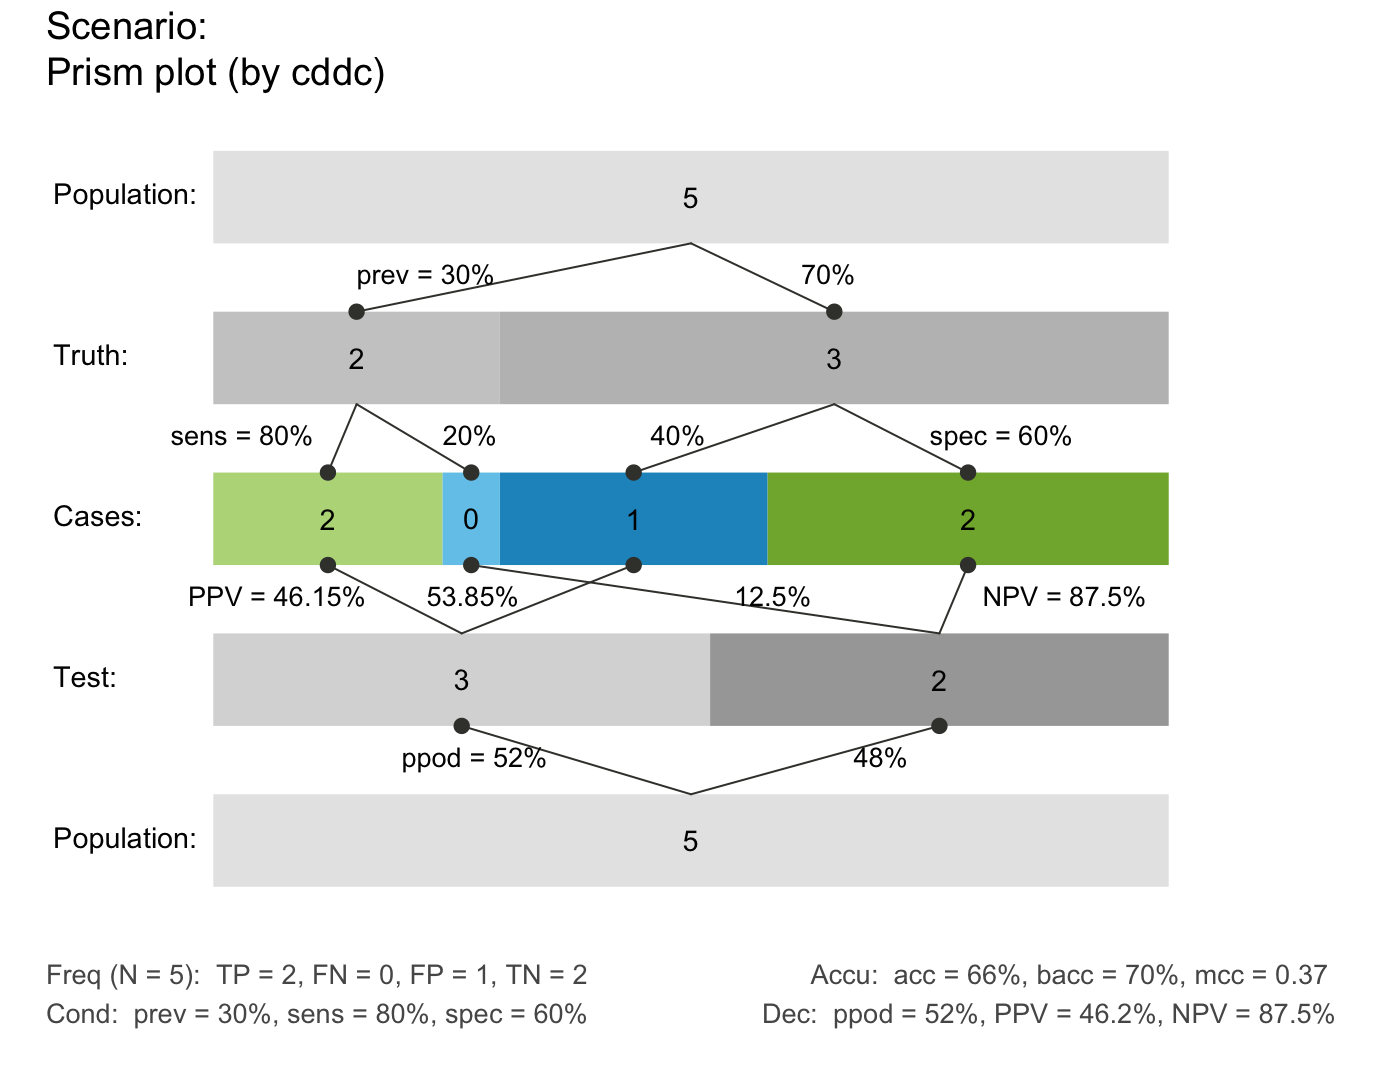 Scenario:
Prism plot (by cddc)
Population:
5
prev = 30%
70%
Truth:
2
3
sens = 80%
20%
40%
spec = 60%
Cases:
2
0
1
2
PPV = 46.15%
53.85%
12.5%
NPV = 87.5%
Test:
3
2
ppod = 52%
48%
Population:
5
Freq (N = 5):  TP = 2, FN = 0, FP = 1, TN = 2
Accu:  acc = 66%, bacc = 70%, mcc = 0.37
Cond:  prev = 30%, sens = 80%, spec = 60%
Dec:  ppod = 52%, PPV = 46.2%, NPV = 87.5%